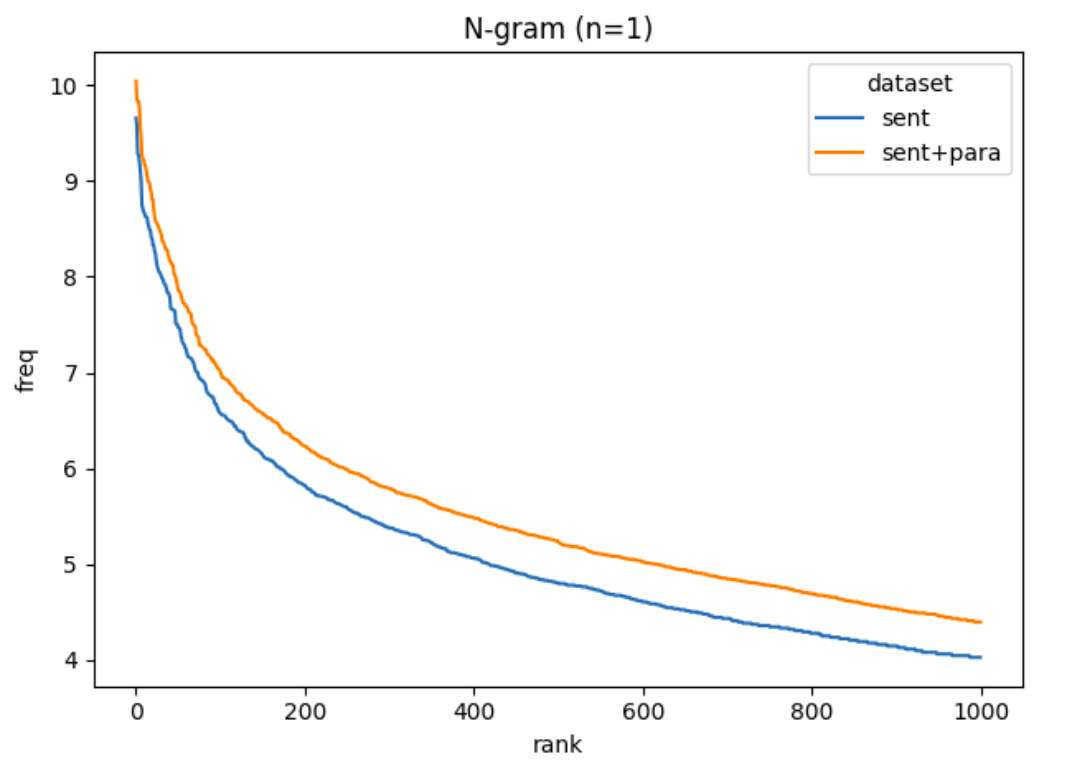 N-gram (n=1)
dataset
sent
sent+para
10
9
8
7
6
5
4
freq
0 200 400 600 800 1000
rank